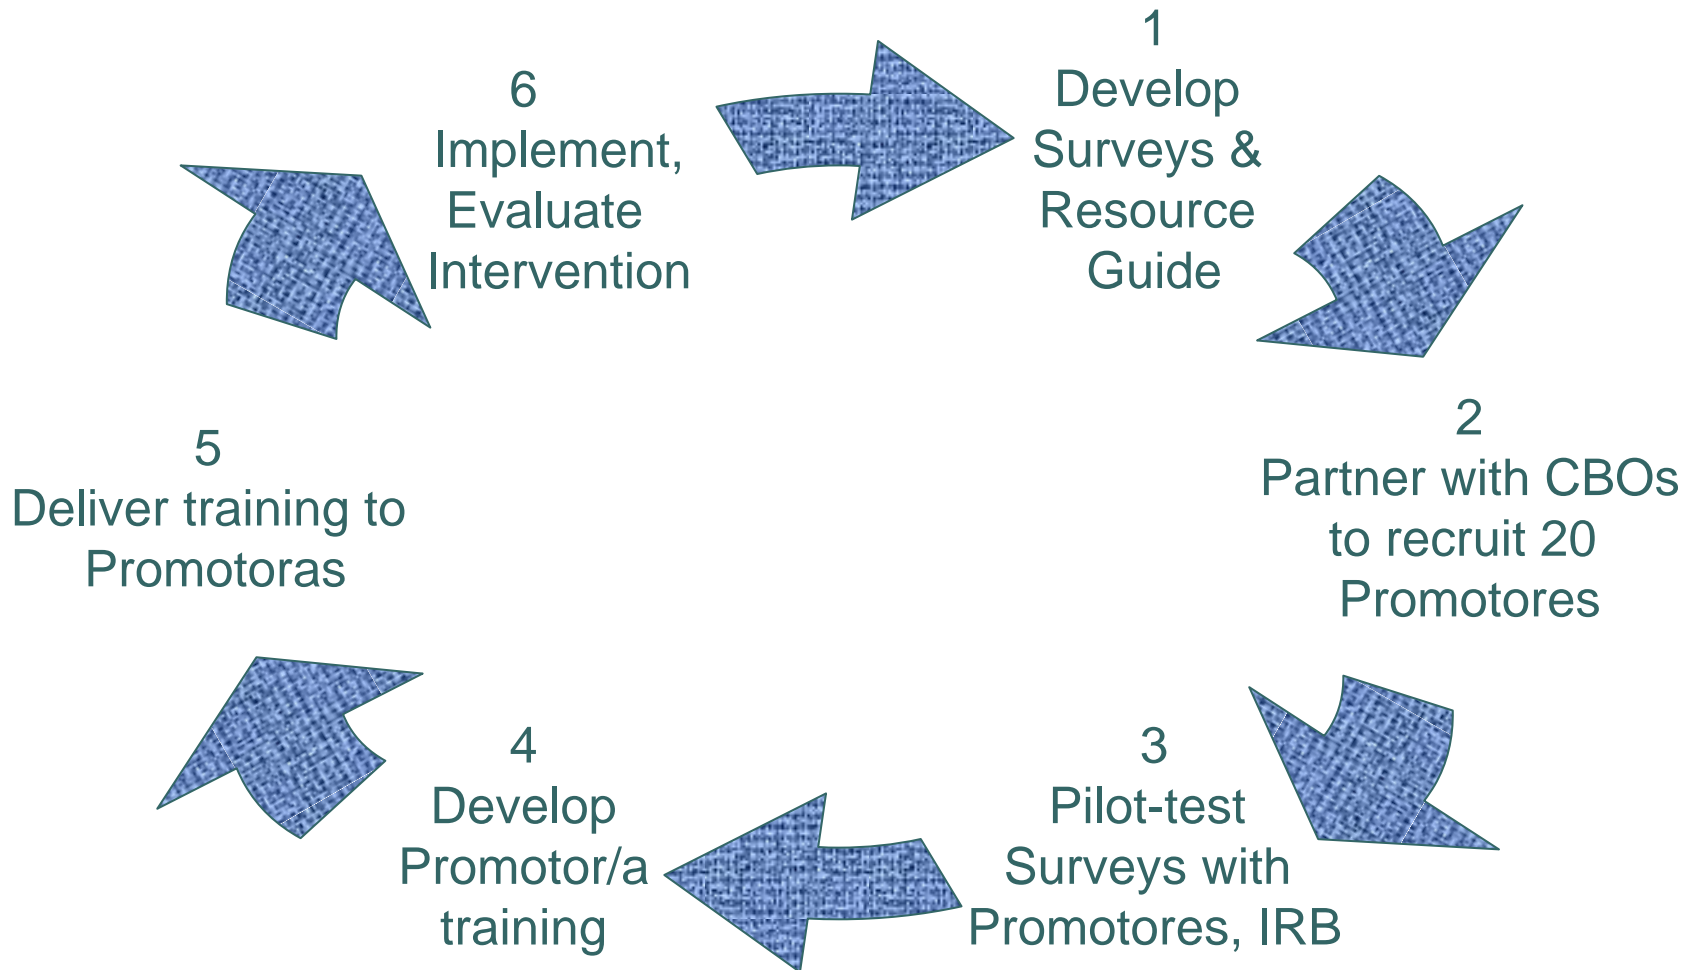 1
Develop
Surveys &
Resource
Guide
2
Partner with CBOs
to recruit 20
Promotores
3
Pilot-test
Surveys with
Promotores, IRB
4
Develop
Promotor/a
training
5
Deliver training to
Promotoras
6
Implement,
Evaluate
Intervention